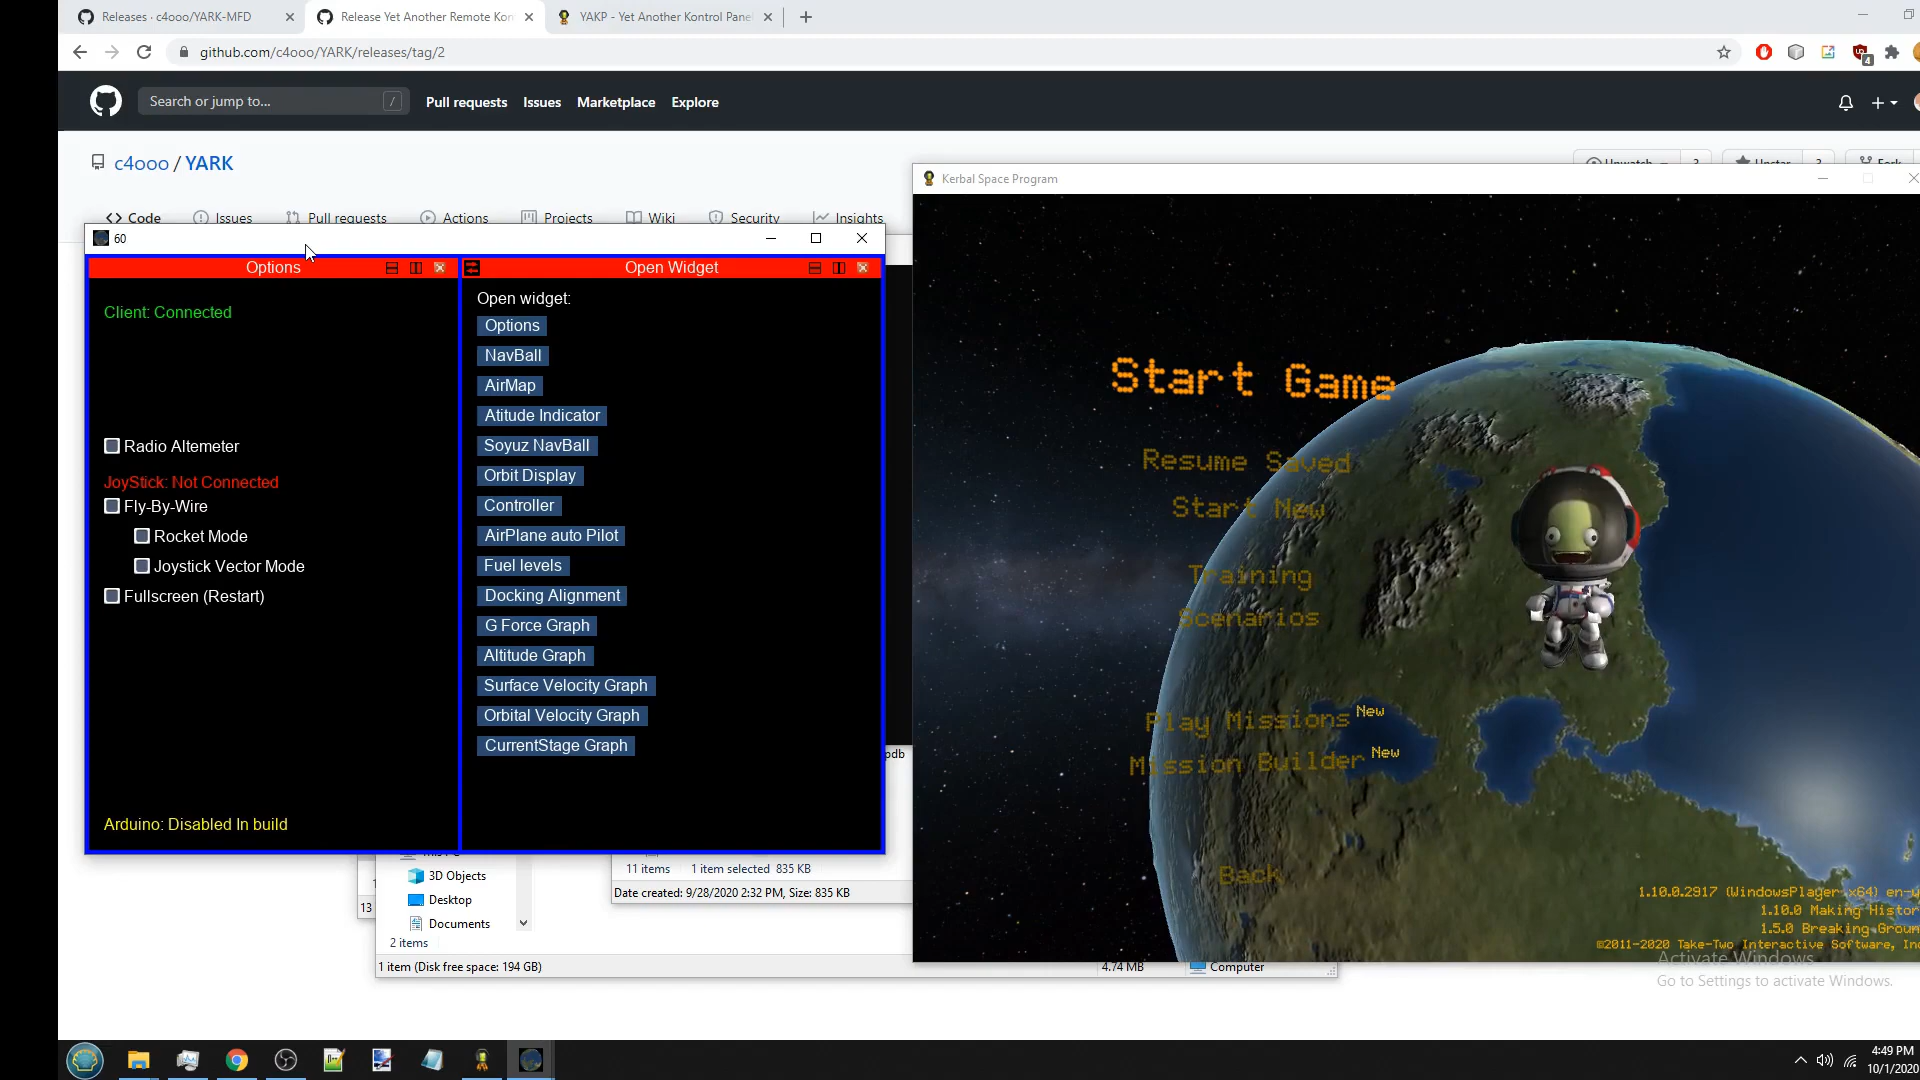 Releases · c4ooo/YARK-MFD
Release Yet Another Remote Kon
YAKP - Yet Another Kontrol Pane
github.com/c4ooo/YARK/releases/tag/2
4
Search or jump to...
/
Pull requests
Issues
Marketplace
Explore
c4ooo / YARK
Code
Issues
Pull requests
Actions
Projects
Wiki
Security
Insights
60
Options
Client: Connected
Radio Altemeter
JoyStick: Not Connected
Fly-By-Wire
Rocket Mode
Joystick Vector Mode
Fullscreen (Restart)
Arduino: Disabled In build
Open Widget
Open widget:
Options
NavBall
AirMap
Atitude Indicator
Soyuz NavBall
Orbit Display
Controller
AirPlane auto Pilot
Fuel levels
Docking Alignment
G Force Graph
Altitude Graph
Surface Velocity Graph
Orbital Velocity Graph
CurrentStage Graph
pdb
11 items
1 item selected 835 KB
Date created: 9/28/2020 2:32 PM, Size: 835 KB
13
3D Objects
Desktop
Documents
2 items
1 item (Disk free space: 194 GB)
4.74 MB
Computer
Kerbal Space Program
Start Game
Resume Saved
Start New
Training
Scenarios
Play Missions New
Mission Builder New
Back
1.10.0.2917 (WindowsPlayer x64) en-u
1.10.0 Making Histor
1.5.0 Breaking Groun
©2011-2020 Take-Two Interactive Software, Inc
Activate Windows
Go to Settings to activate Windows.
4:49 PM
10/1/2020